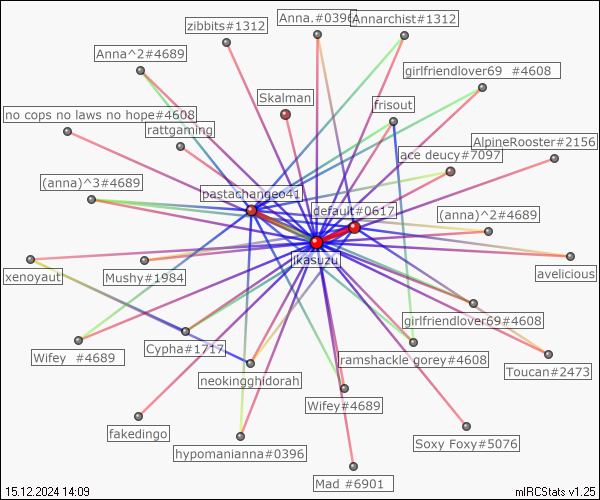 Anna.#0396
Annarchist#1312
zibbits#1312
Anna^2#4689
girlfriendlover69 #4608
Skalman
frisout
no cops no laws no hope#4608
rattgaming
AlpineRooster#2156
ace deucy#7097
(anna)^3#4689
pastachange041
default#0617
(anna)^2#4689
ikasuzu
xenoyaut
Mushy#1984
avelicious
girlfriendlover69#4608
Wifey #4689
Cypha#1717
ramshackle gorey#4608
Toucan#2473
neokingghidorah
Wifey#4689
fakedingo
hypomanianna#0396
Soxy Foxy#5076
Mad #6901
15.12.2024 14:09
mIRCStats v1.25